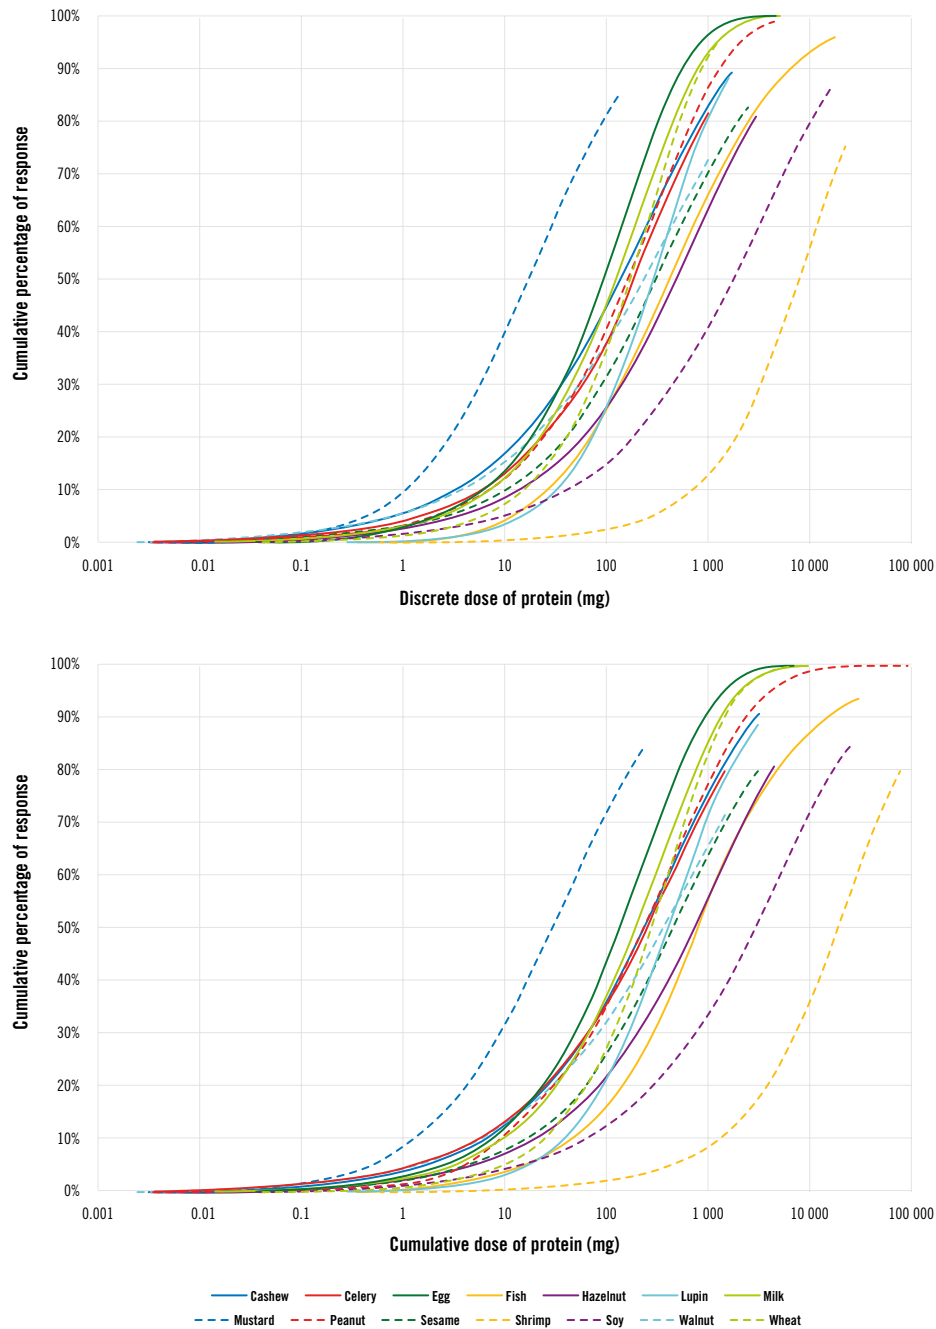 100%
90%
80%
70%
60%
50%
40%
30%
20%
10%
0%
Cumulative percentage of response
0.001 0.01 0.1 1 10 100 1 000 10 000 100 000
Discrete dose of protein (mg)
100%
90%
80%
70%
60%
50%
40%
30%
20%
10%
0%
Cumulative percentage of response
0.001 0.01 0.1 1 10 100 1 000 10 000 100 000
Cumulative dose of protein (mg)
Cashew Celery Egg Fish Hazelnut Lupin Milk
Mustard Peanut Sesame Shrimp Soy Walnut Wheat